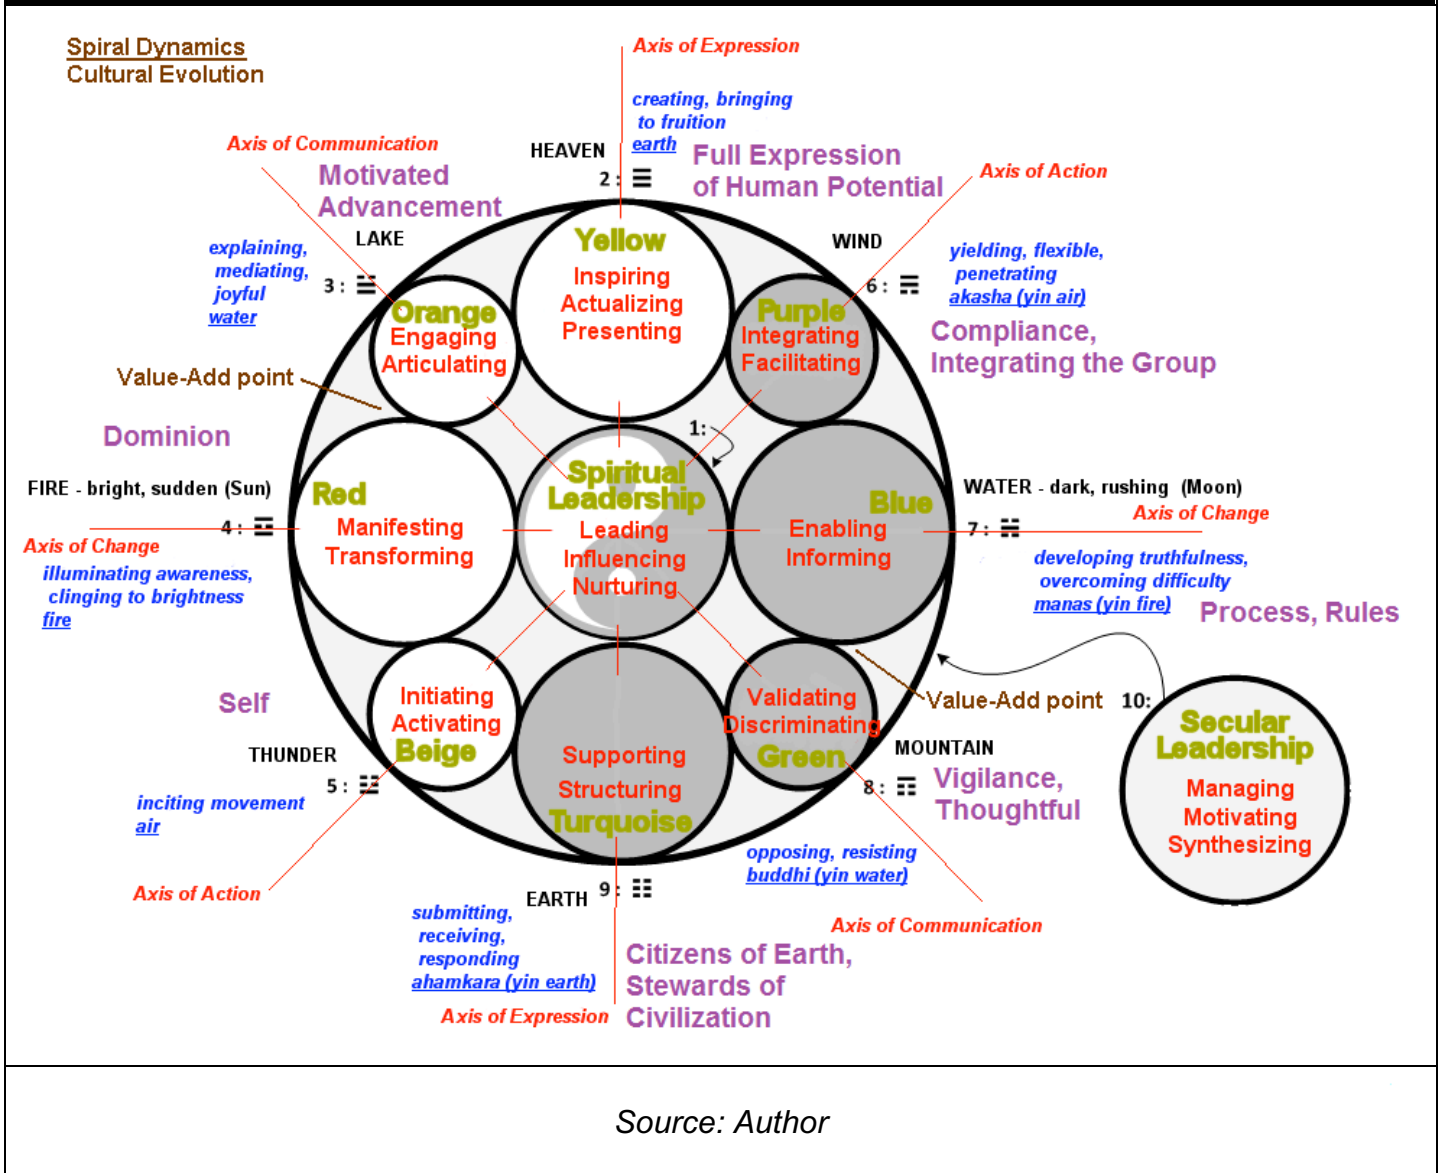 Spiral Dynamics
Cultural Evolution
Axis of Expression
creating, bringing
to fruition
earth
HEAVEN
2: ☰
Full Expression
of Human Potential
Axis of Communication
Motivated
Advancement
LAKE
3: ☱
explaining,
mediating,
joyful
water
Axis of Action
WIND
6: ☴
yielding, flexible,
penetrating
akasha (yin air)
Compliance,
Integrating the Group
Yellow
Inspiring
Actualizing
Presenting
Orange
Engaging
Articulating
Purple
Integrating
Facilitating
Value-Add point
Dominion
FIRE - bright, sudden (Sun)
4: ☲
Axis of Change
illuminating awareness,
clinging to brightness
fire
Red
Manifesting
Transforming
1:
Spiritual
Leadership
Leading
Influencing
Nurturing
Blue
Enabling
Informing
WATER - dark, rushing (Moon)
Axis of Change
7: ☵
developing truthfulness,
overcoming difficulty
manas (yin fire)
Process, Rules
Self
THUNDER
5: ☳
inciting movement
air
Axis of Action
Initiating
Activating
Beige
Supporting
Structuring
Turquoise
Validating
Discriminating
Green
Value-Add point
10:
Secular
Leadership
Managing
Motivating
Synthesizing
MOUNTAIN
8: ☶
Vigilance,
Thoughtful
opposing, resisting
buddhi (yin water)
Axis of Communication
EARTH
9: ☷
submitting,
receiving,
responding
ahamkara (yin earth)
Axis of Expression
Citizens of Earth,
Stewards of
Civilization
Source: Author